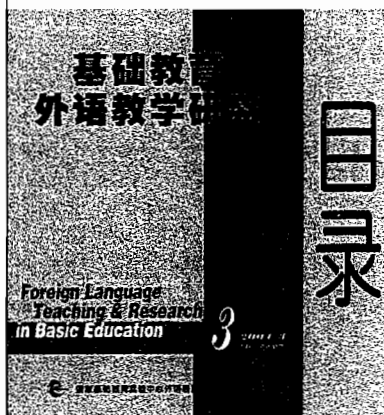 基础教育
外语教学研
目录
Foreign Language
Teaching & Research
in Basic Education
3